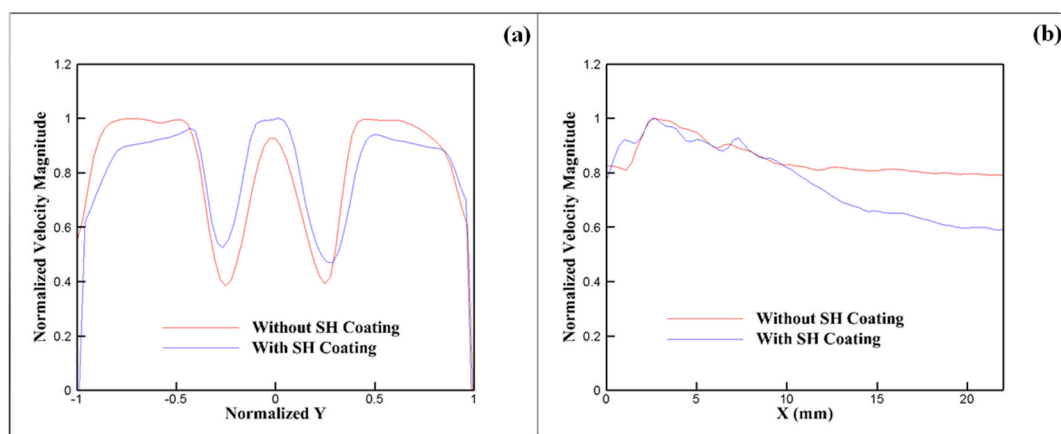 (a)
1.2
1
0.8
0.6
0.4
0.2
0
-1
-0.5
0
0.5
1
Normalized Velocity Magnitude
Normalized Y
Without SH Coating
With SH Coating
(b)
1.2
1
0.8
0.6
0.4
0.2
0
0
5
10
15
20
Normalized Velocity Magnitude
X (mm)
Without SH Coating
With SH Coating